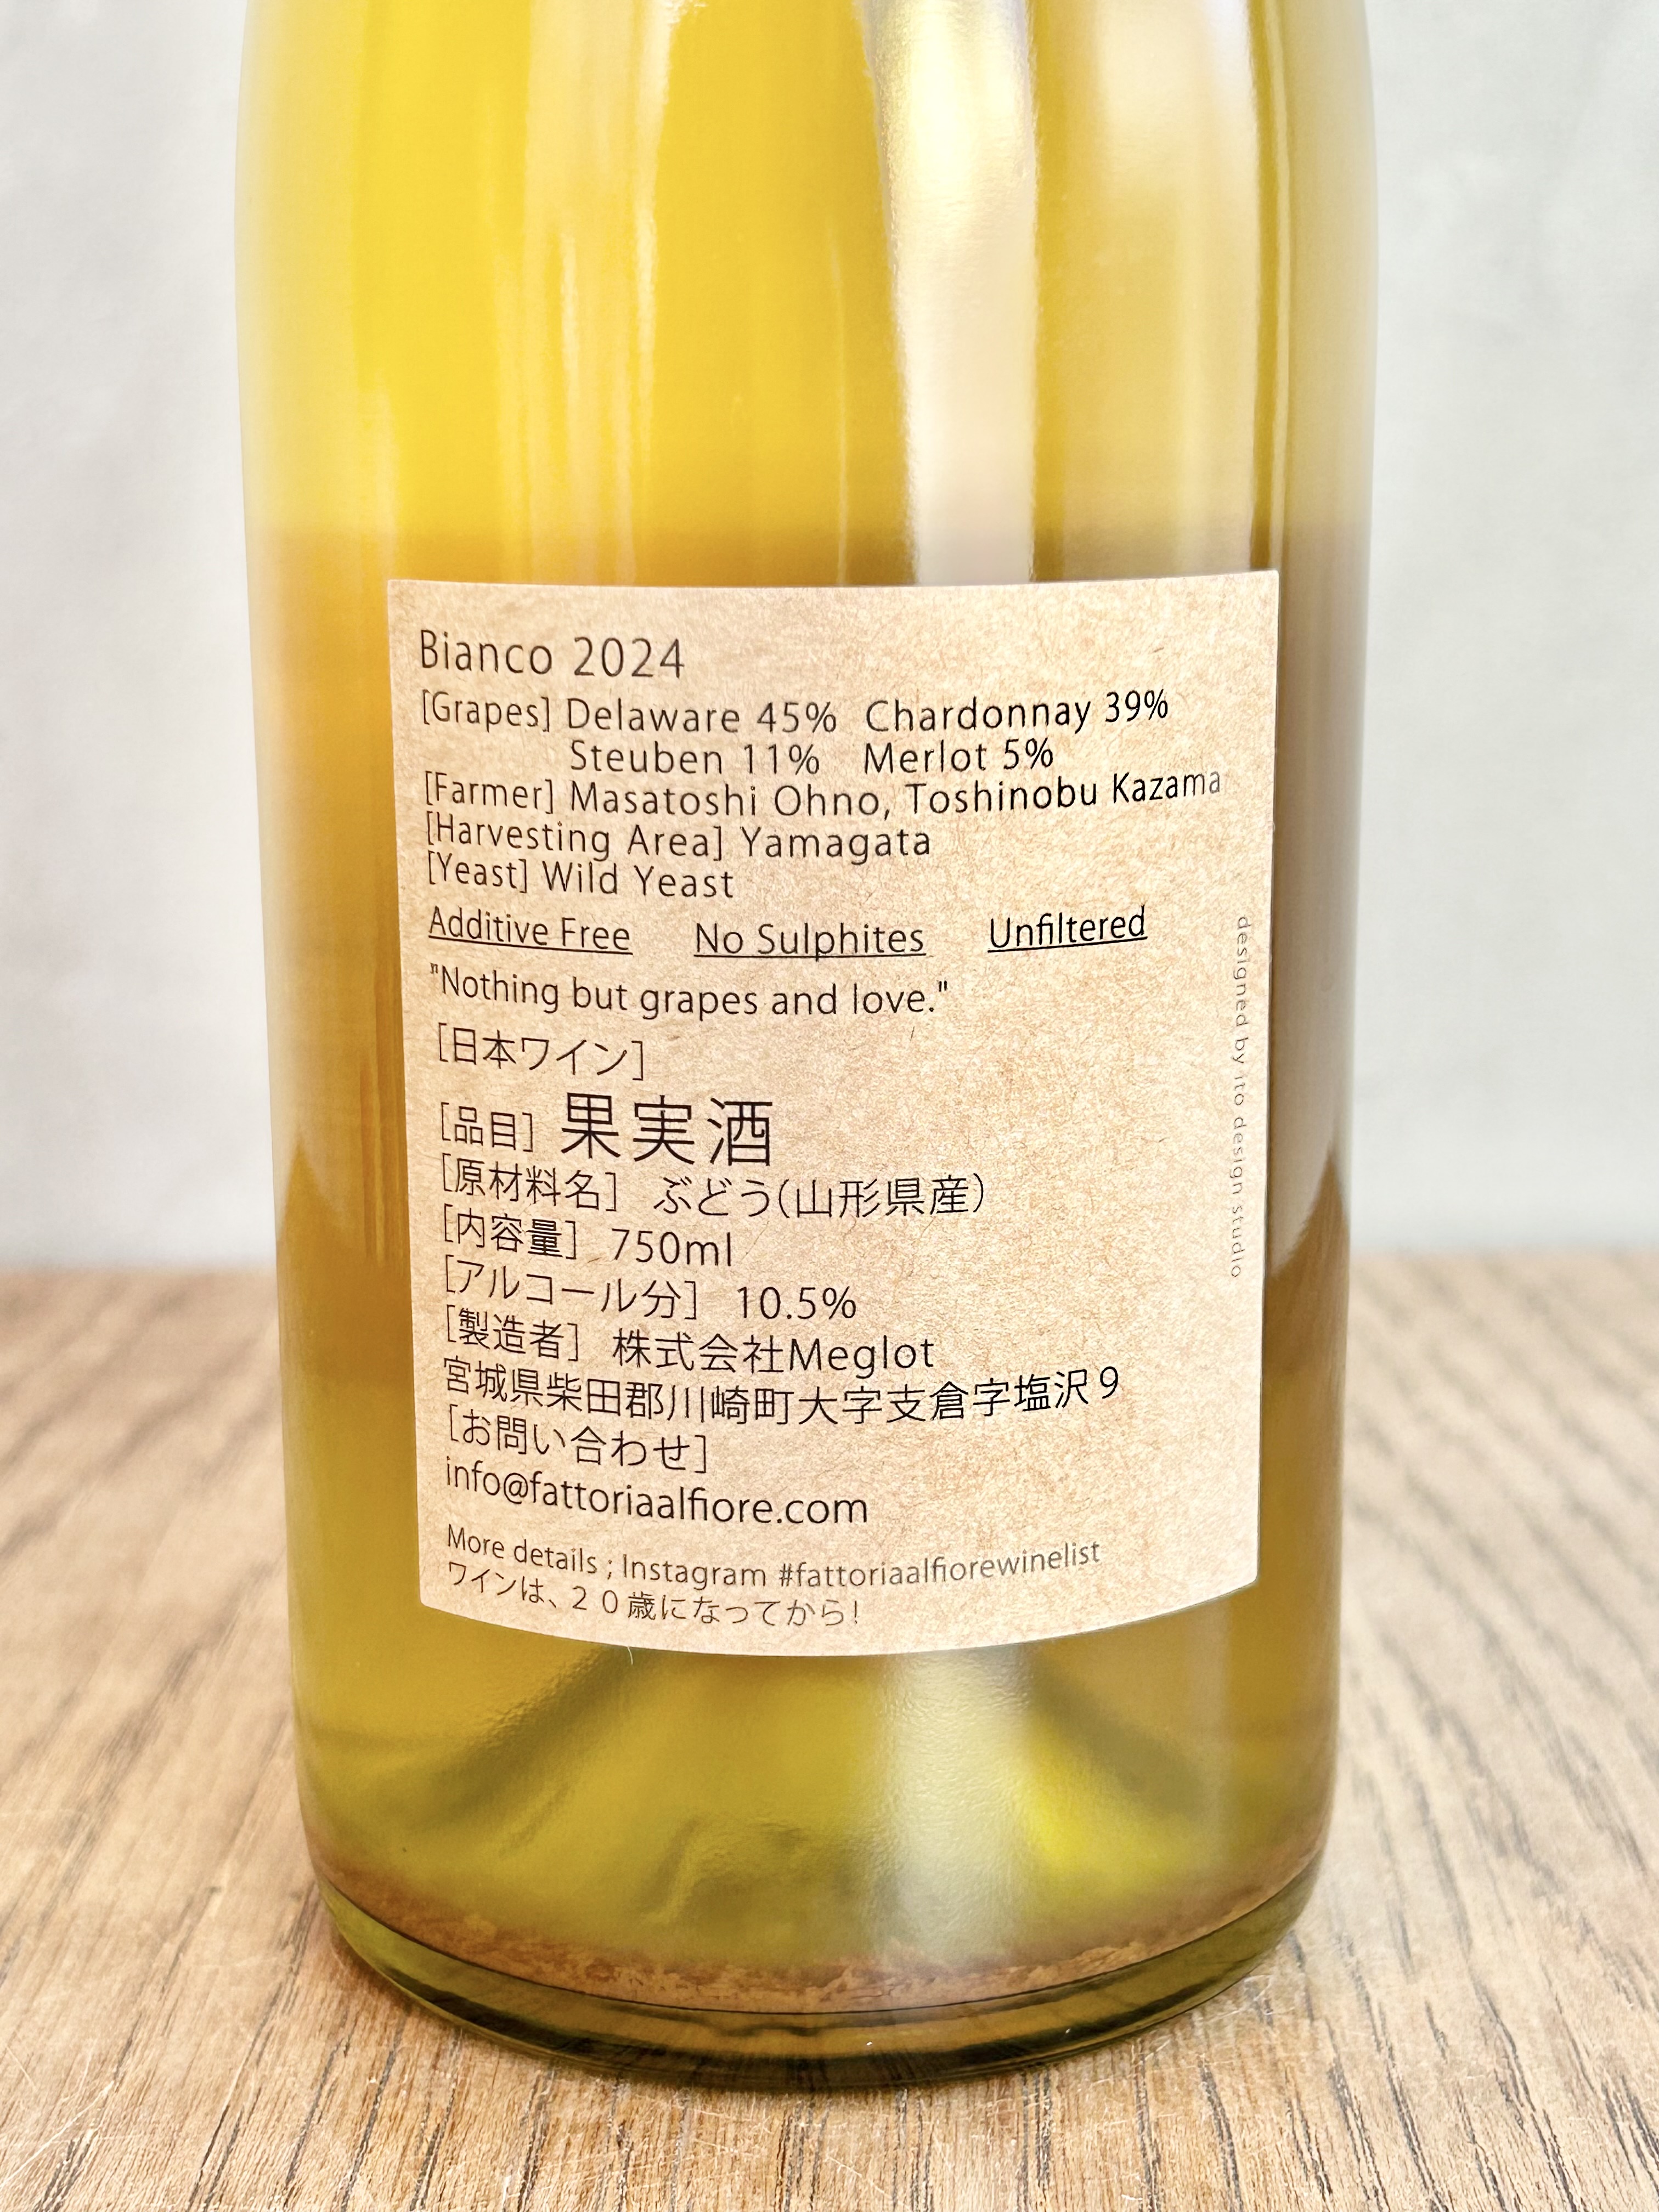 Bianco 2024
[Grapes] Delaware 45% Chardonnay 39%
Steuben 11% Merlot 5%
[Farmer] Masatoshi Ohno, Toshinobu Kazama
[Harvesting Area] Yamagata
[Yeast] Wild Yeast
Additive Free No Sulphites Unfiltered
"Nothing but grapes and love."
[日本ワイン]
[品目] 果実酒
[原材料名] ぶどう(山形県産)
[内容量] 750ml
[アルコール分] 10.5%
[製造者] 株式会社Meglot
宮城県柴田郡川崎町大字支倉字塩沢9
[お問い合わせ]
info@fattoriaalfiore.com
More details ; Instagram #fattoriaalfiorewinelist
ワインは、20歳になってから!
designed by ito design studio